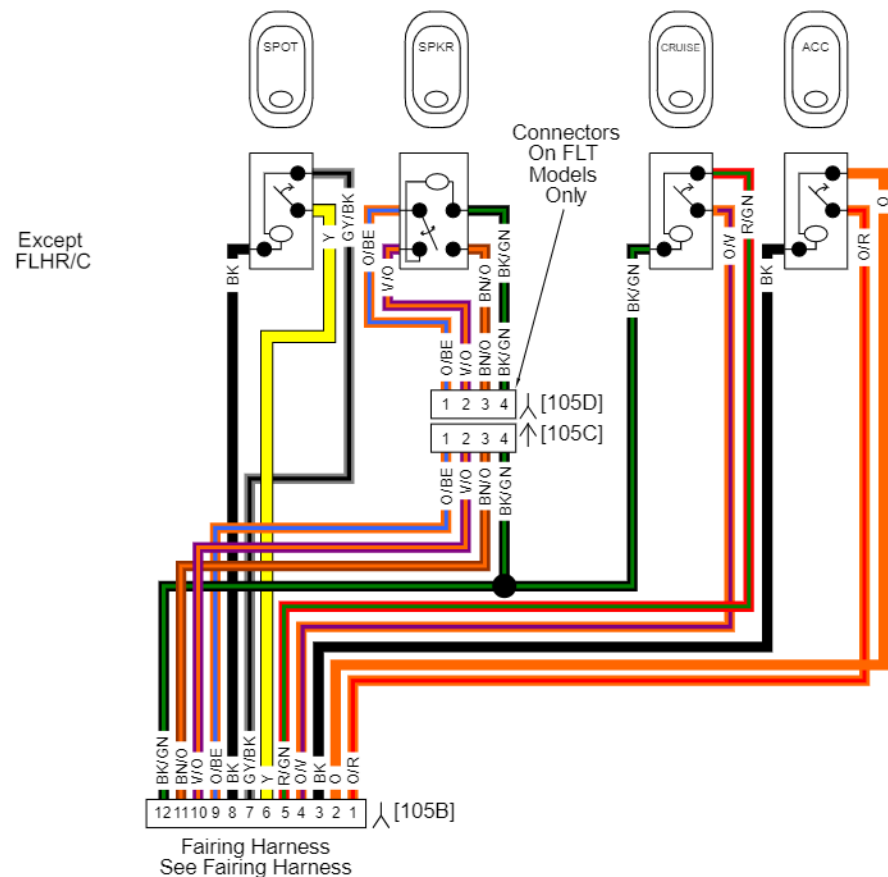 SPOT
SPKR
CRUISE
ACC
Connectors
On FLT
Models
Only
Except
FLHR/C
BK
Y
GY/BK
O/BE
V/O
BN/O
BK/GN
BK/GN
O/V
R/GN
BK
O/R
O
O/BE
V/O
BN/O
BK/GN
1 2 3 4 [105D]
1 2 3 4 [105C]
O/BE
V/O
BN/O
BK/GN
BK/GN
BN/O
V/O
O/BE
BK
GY/BK
Y
R/GN
O/V
BK
O
O/R
12 11 10 9 8 7 6 5 4 3 2 1 [105B]
Fairing Harness
See Fairing Harness